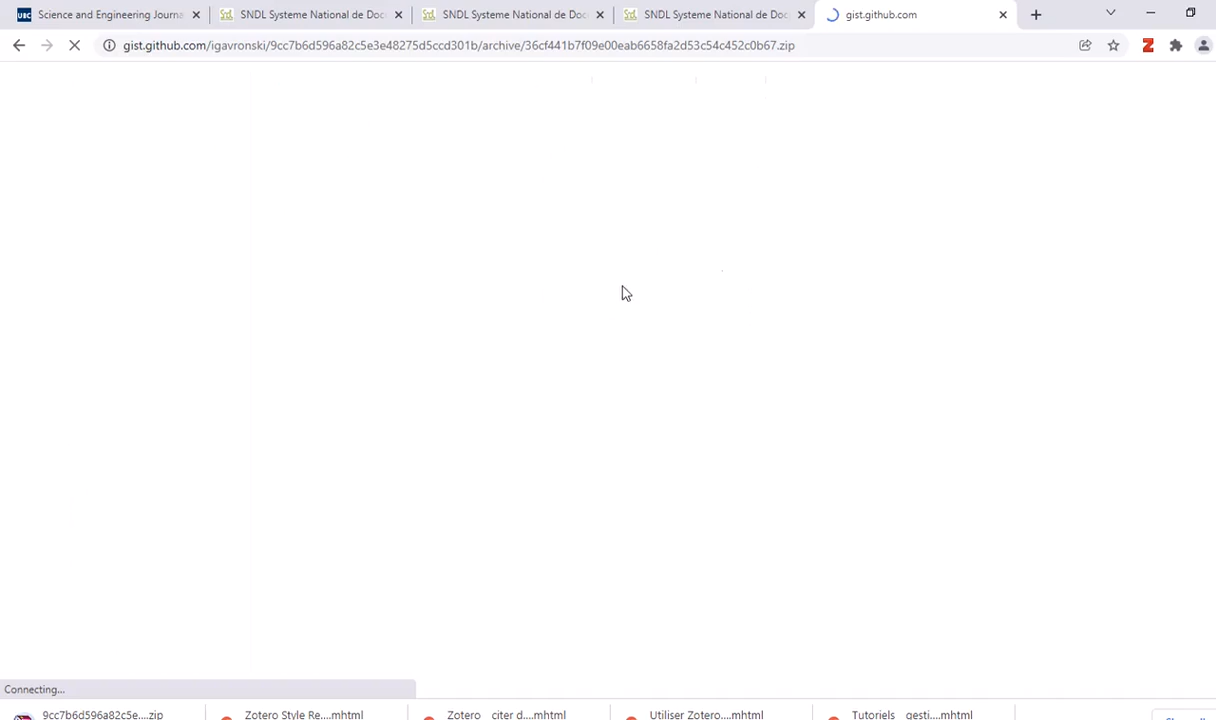 Science and Engineering Journa
SNDL Systeme National de Doc
SNDL Systeme National de Doc
SNDL Systeme National de Doc
gist.github.com
gist.github.com/igavronski/9cc7b6d596a82c5e3e48275d5ccd301b/archive/36cf441b7f09e00eab6658fa2d53c54c452c0b67.zip
Connecting...
9cc7b6d596a82c5e....zip
Zotero Style Re....mhtml
Zotero _ citer d....mhtml
Utiliser Zotero....mhtml
Tutoriels _ gesti....mhtml